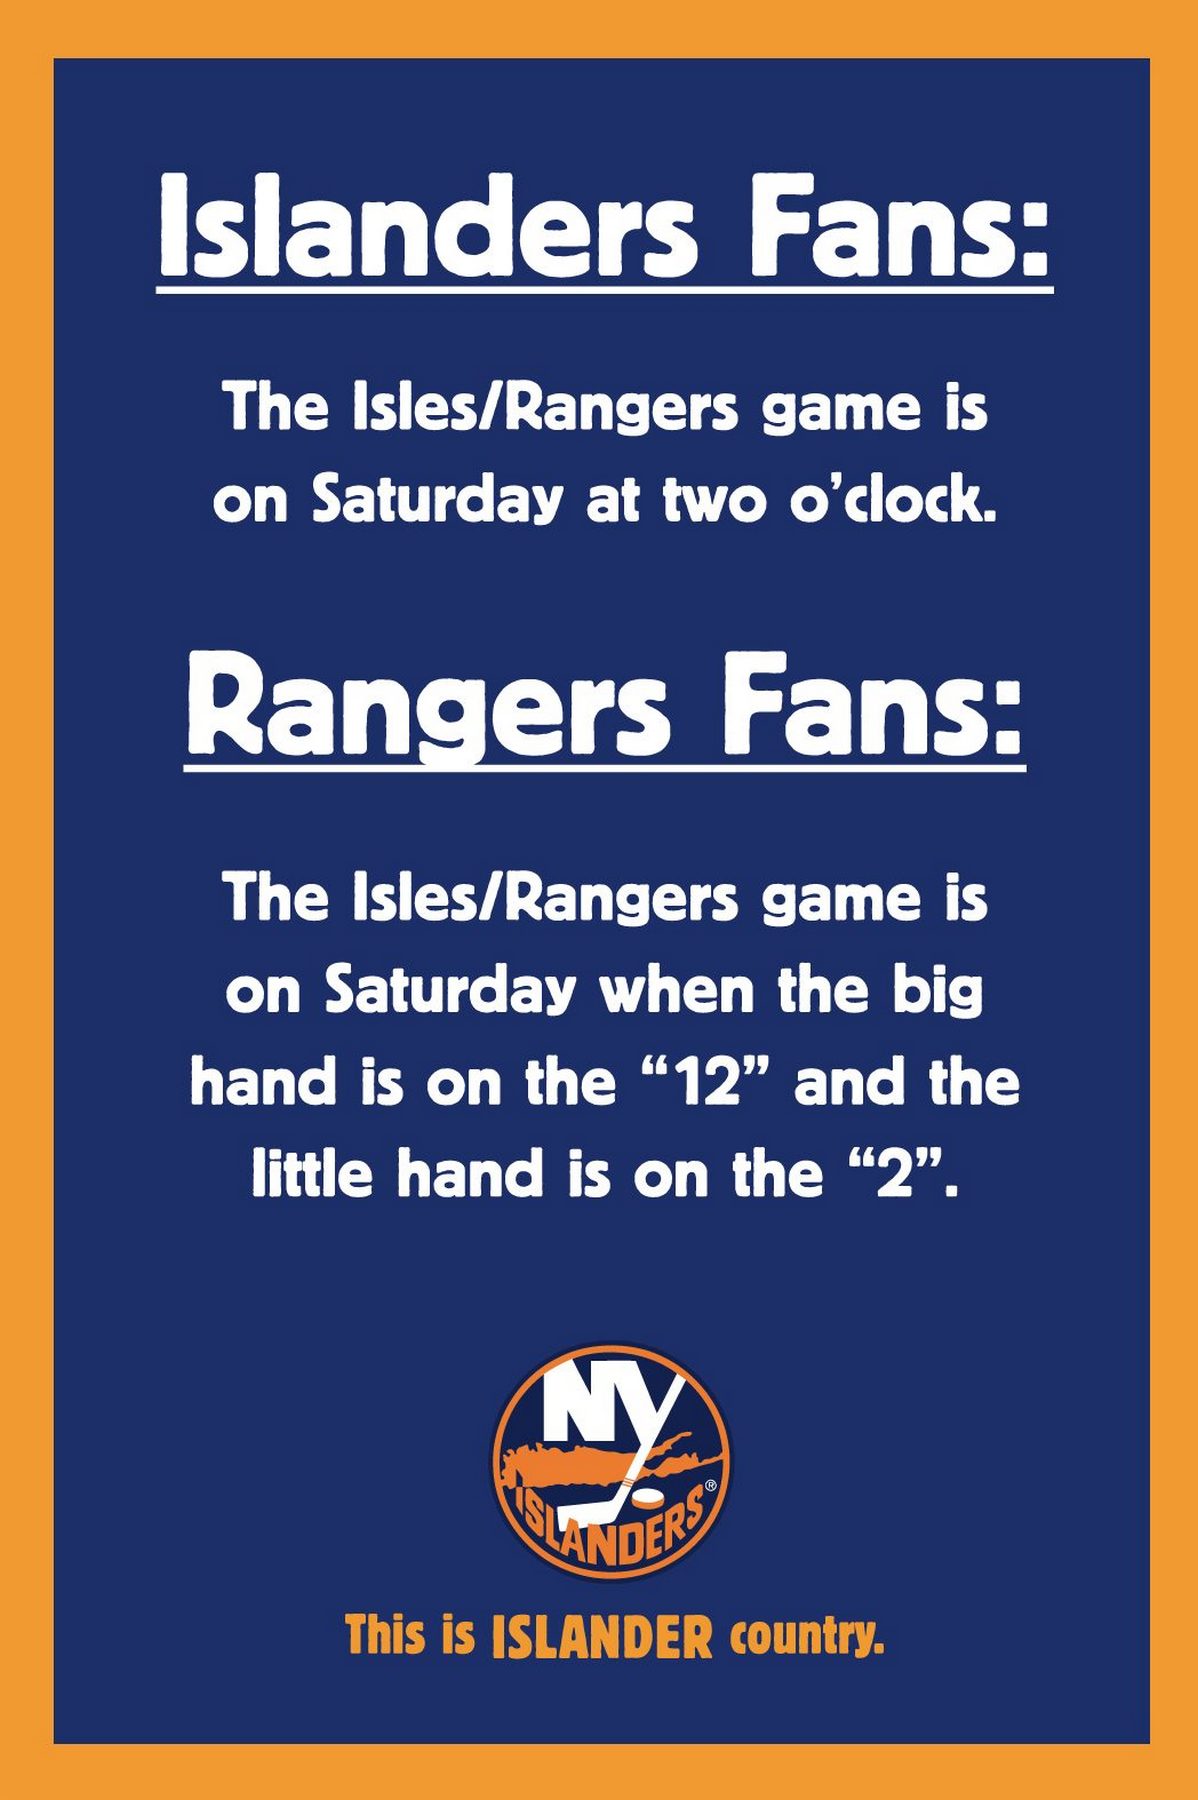 Islanders Fans:
The Isles/Rangers game is
on Saturday at two o’clock.
Rangers Fans:
The Isles/Rangers game is
on Saturday when the big
hand is on the “12” and the
little hand is on the “2”.
NY
ISLANDERS®
This is ISLANDER country.